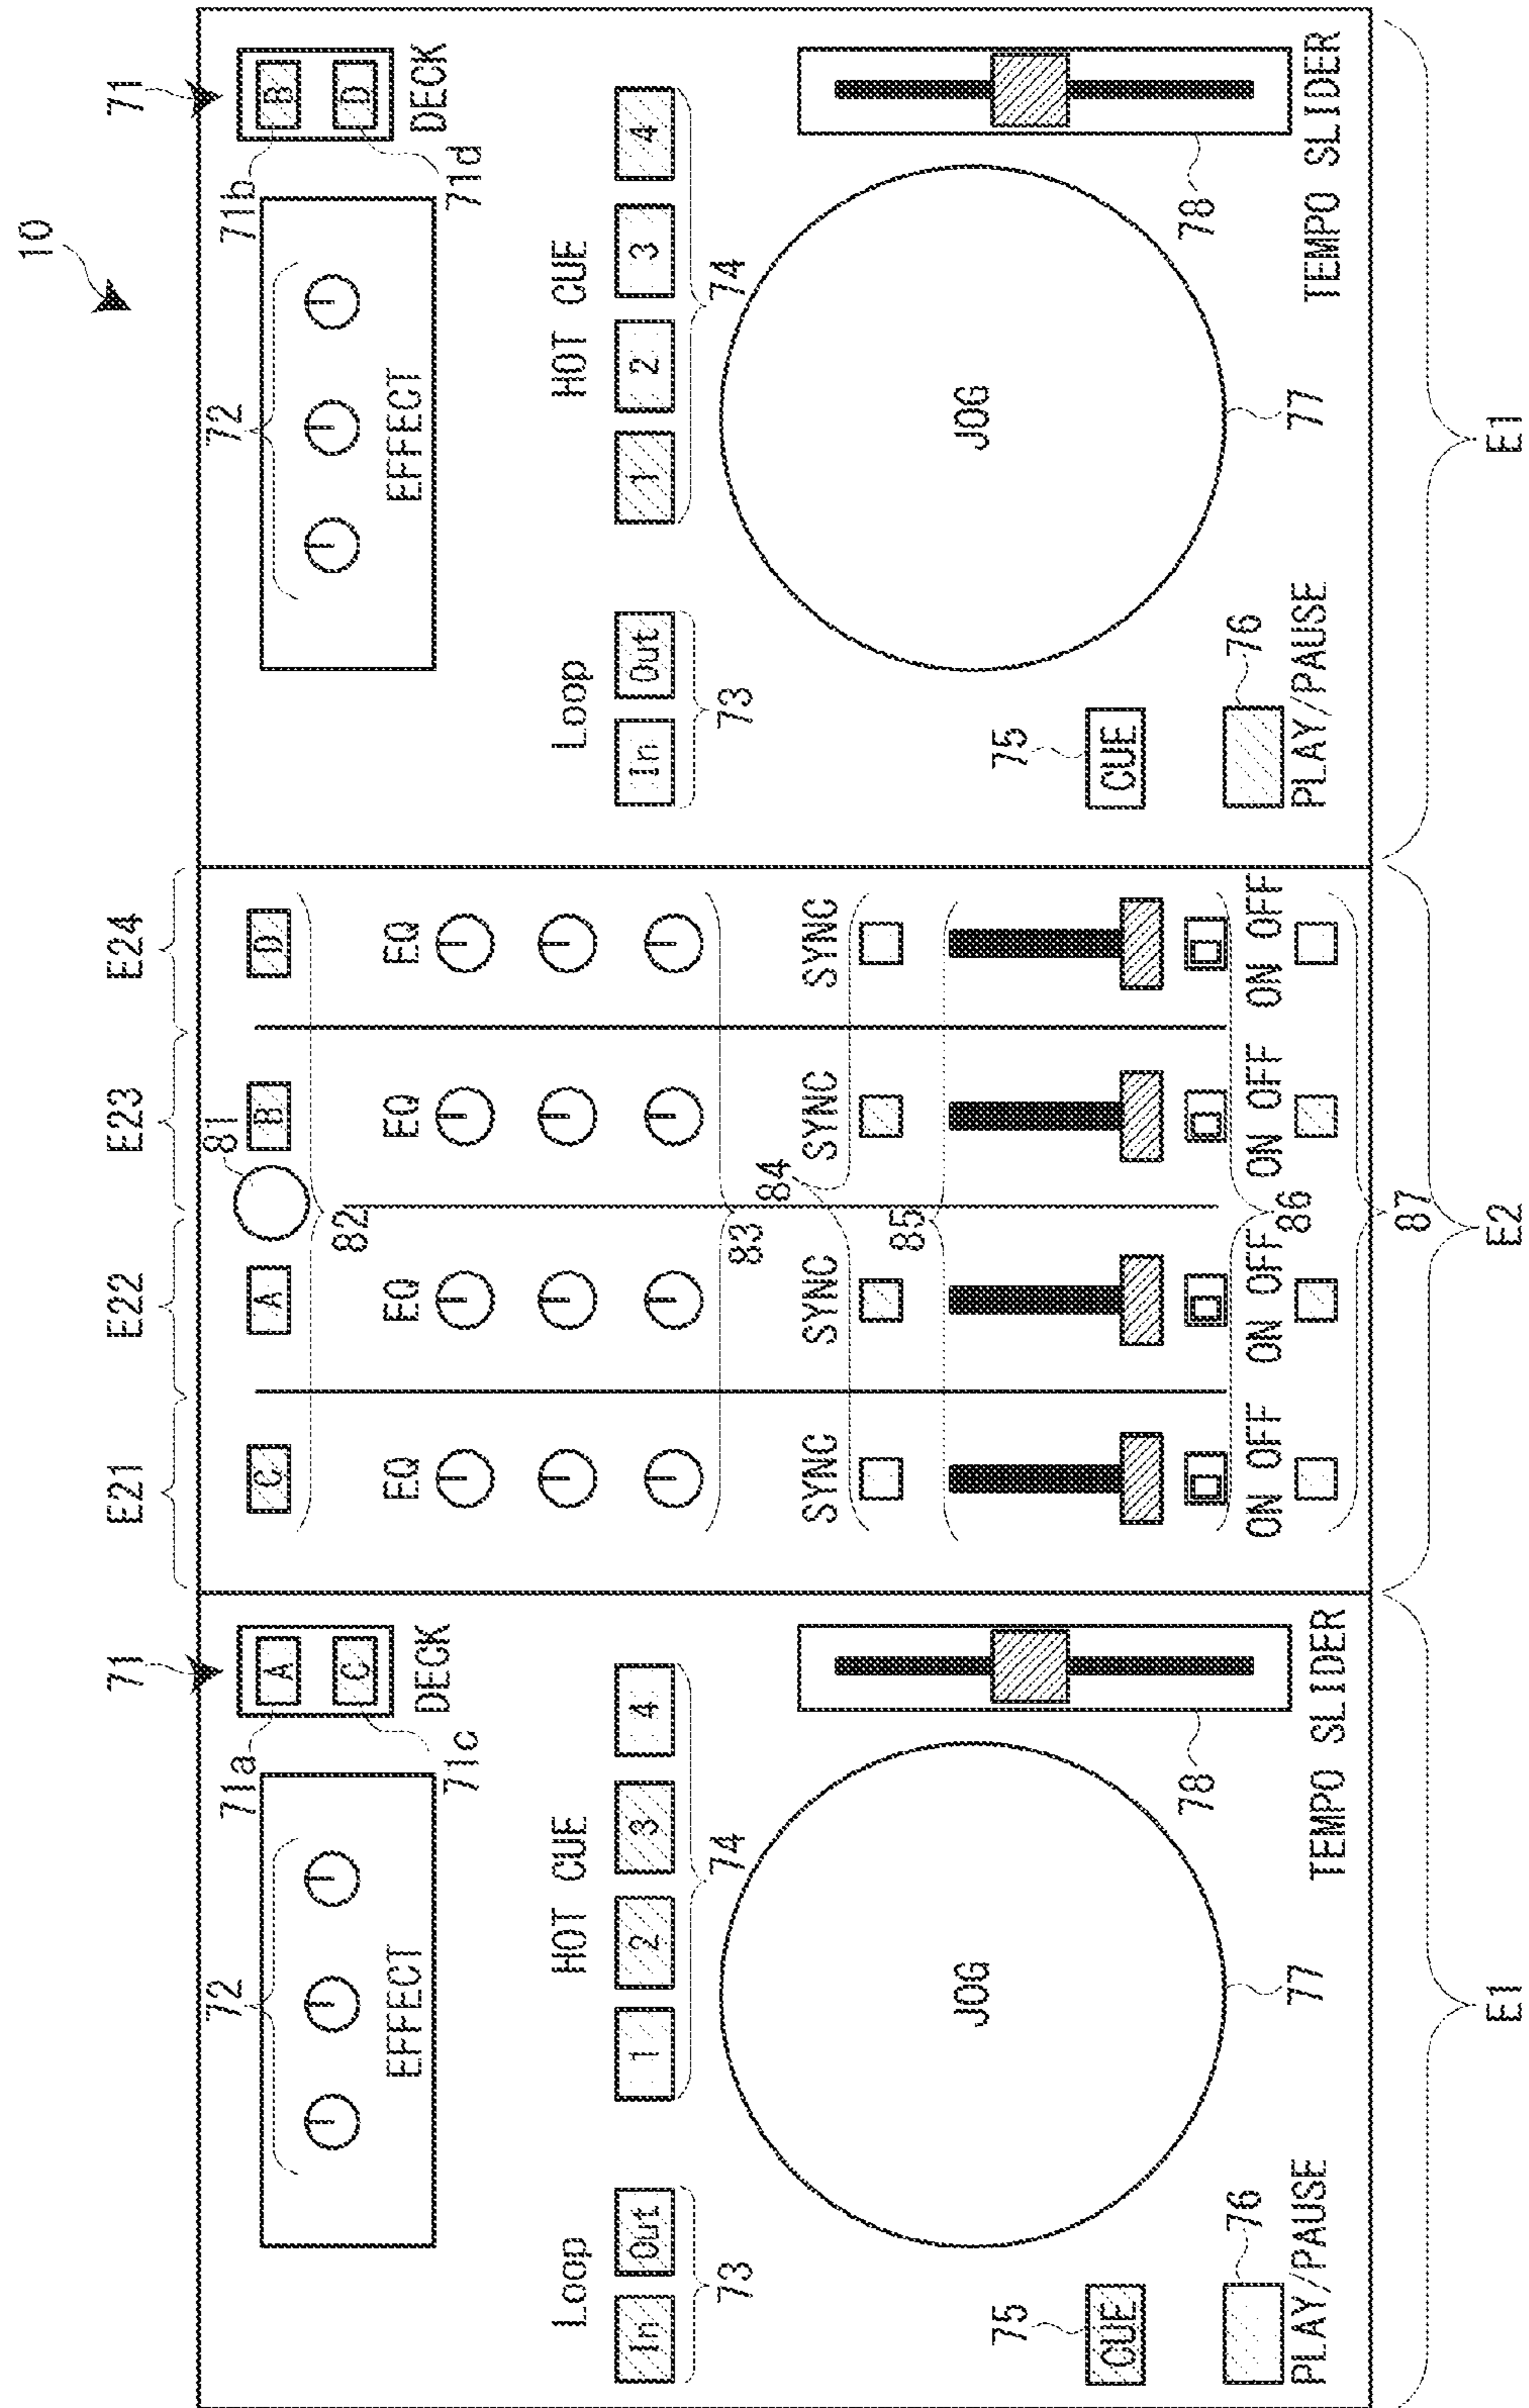 10
71 E21 E22 E23 E24 71
72 71a 81 72 71b
A C A B D B
C 82 D
EFFECT DECK EQ EQ EQ EQ EFFECT DECK
71c 71d
Loop HOT CUE Loop HOT CUE
In Out 1 2 3 4 In Out 1 2 3 4
73 74 83 73 74
84
SYNC SYNC SYNC SYNC
85
JOG JOG
75 75
CUE CUE
78 78
76 76
ON OFF ON OFF ON OFF ON OFF
77 86 77
PLAY/PAUSE TEMPO SLIDER PLAY/PAUSE TEMPO SLIDER
87
E1 E2 E1